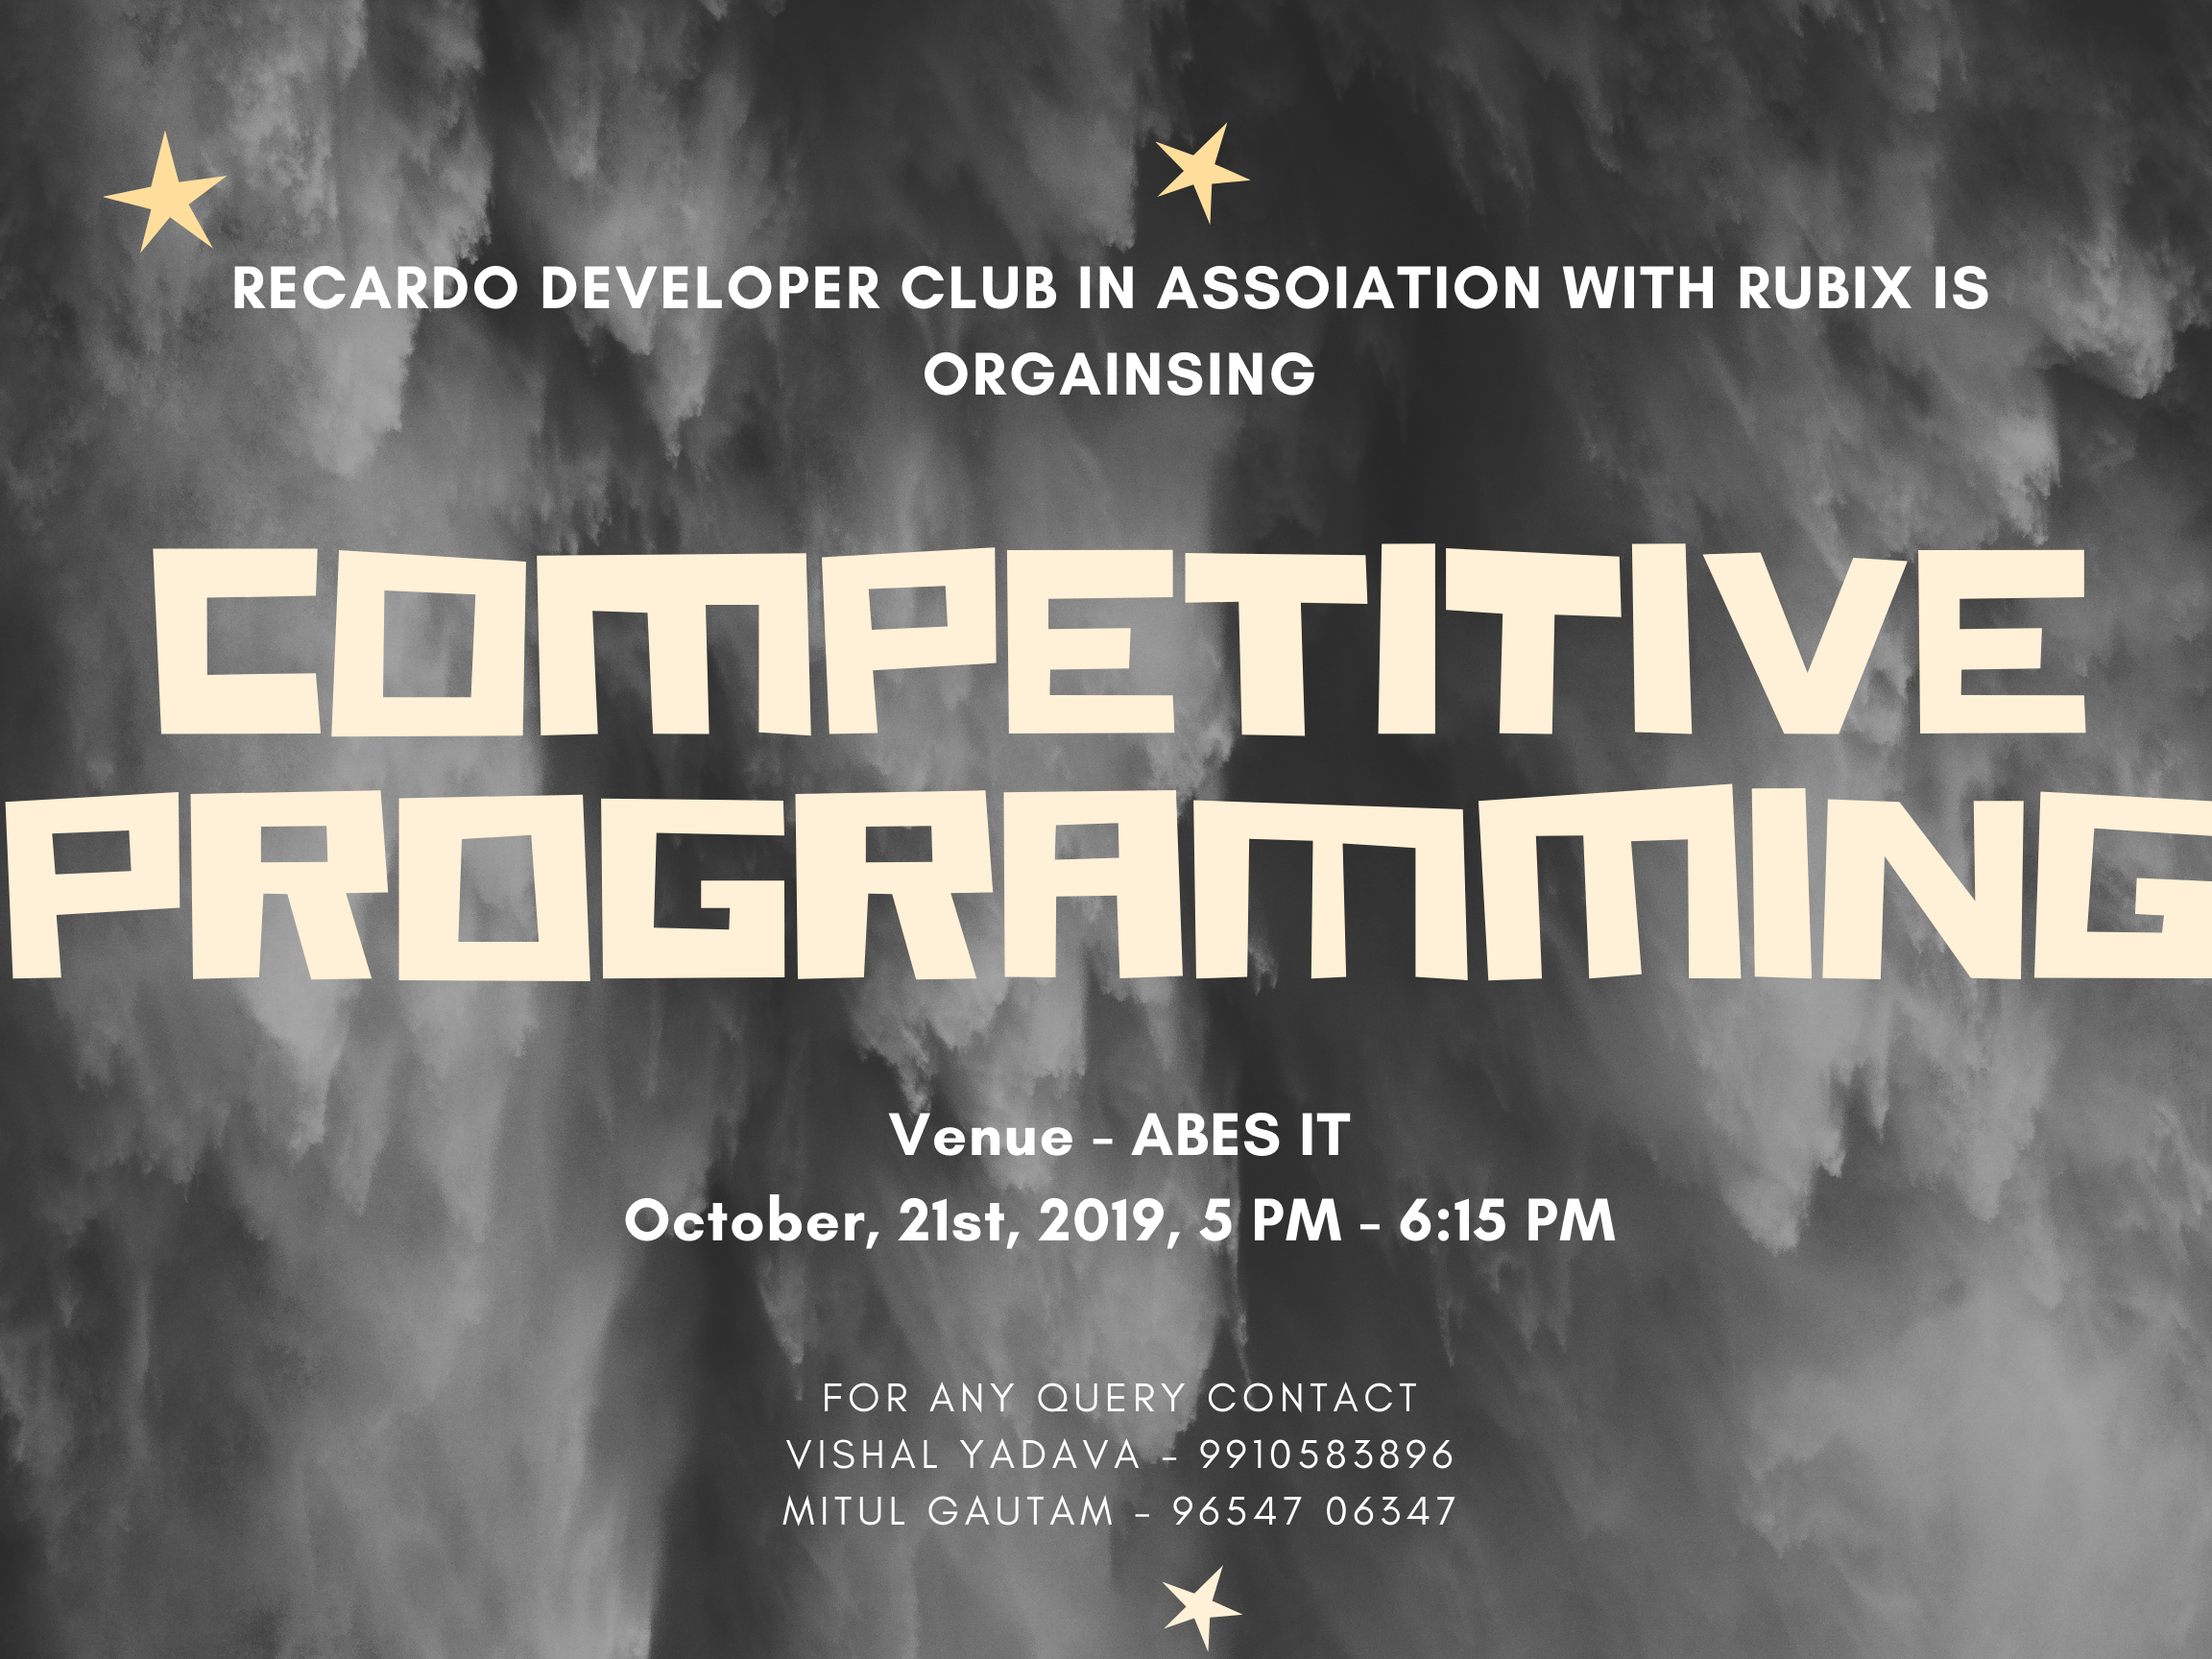 RECARDO DEVELOPER CLUB IN ASSOIATION WITH RUBIX IS
ORGAINSING
COMPETITIVE
PROGRAMMING
Venue - ABES IT
October, 21st, 2019, 5 PM - 6:15 PM
FOR ANY QUERY CONTACT
VISHAL YADAVA - 9910583896
MITUL GAUTAM - 96547 06347